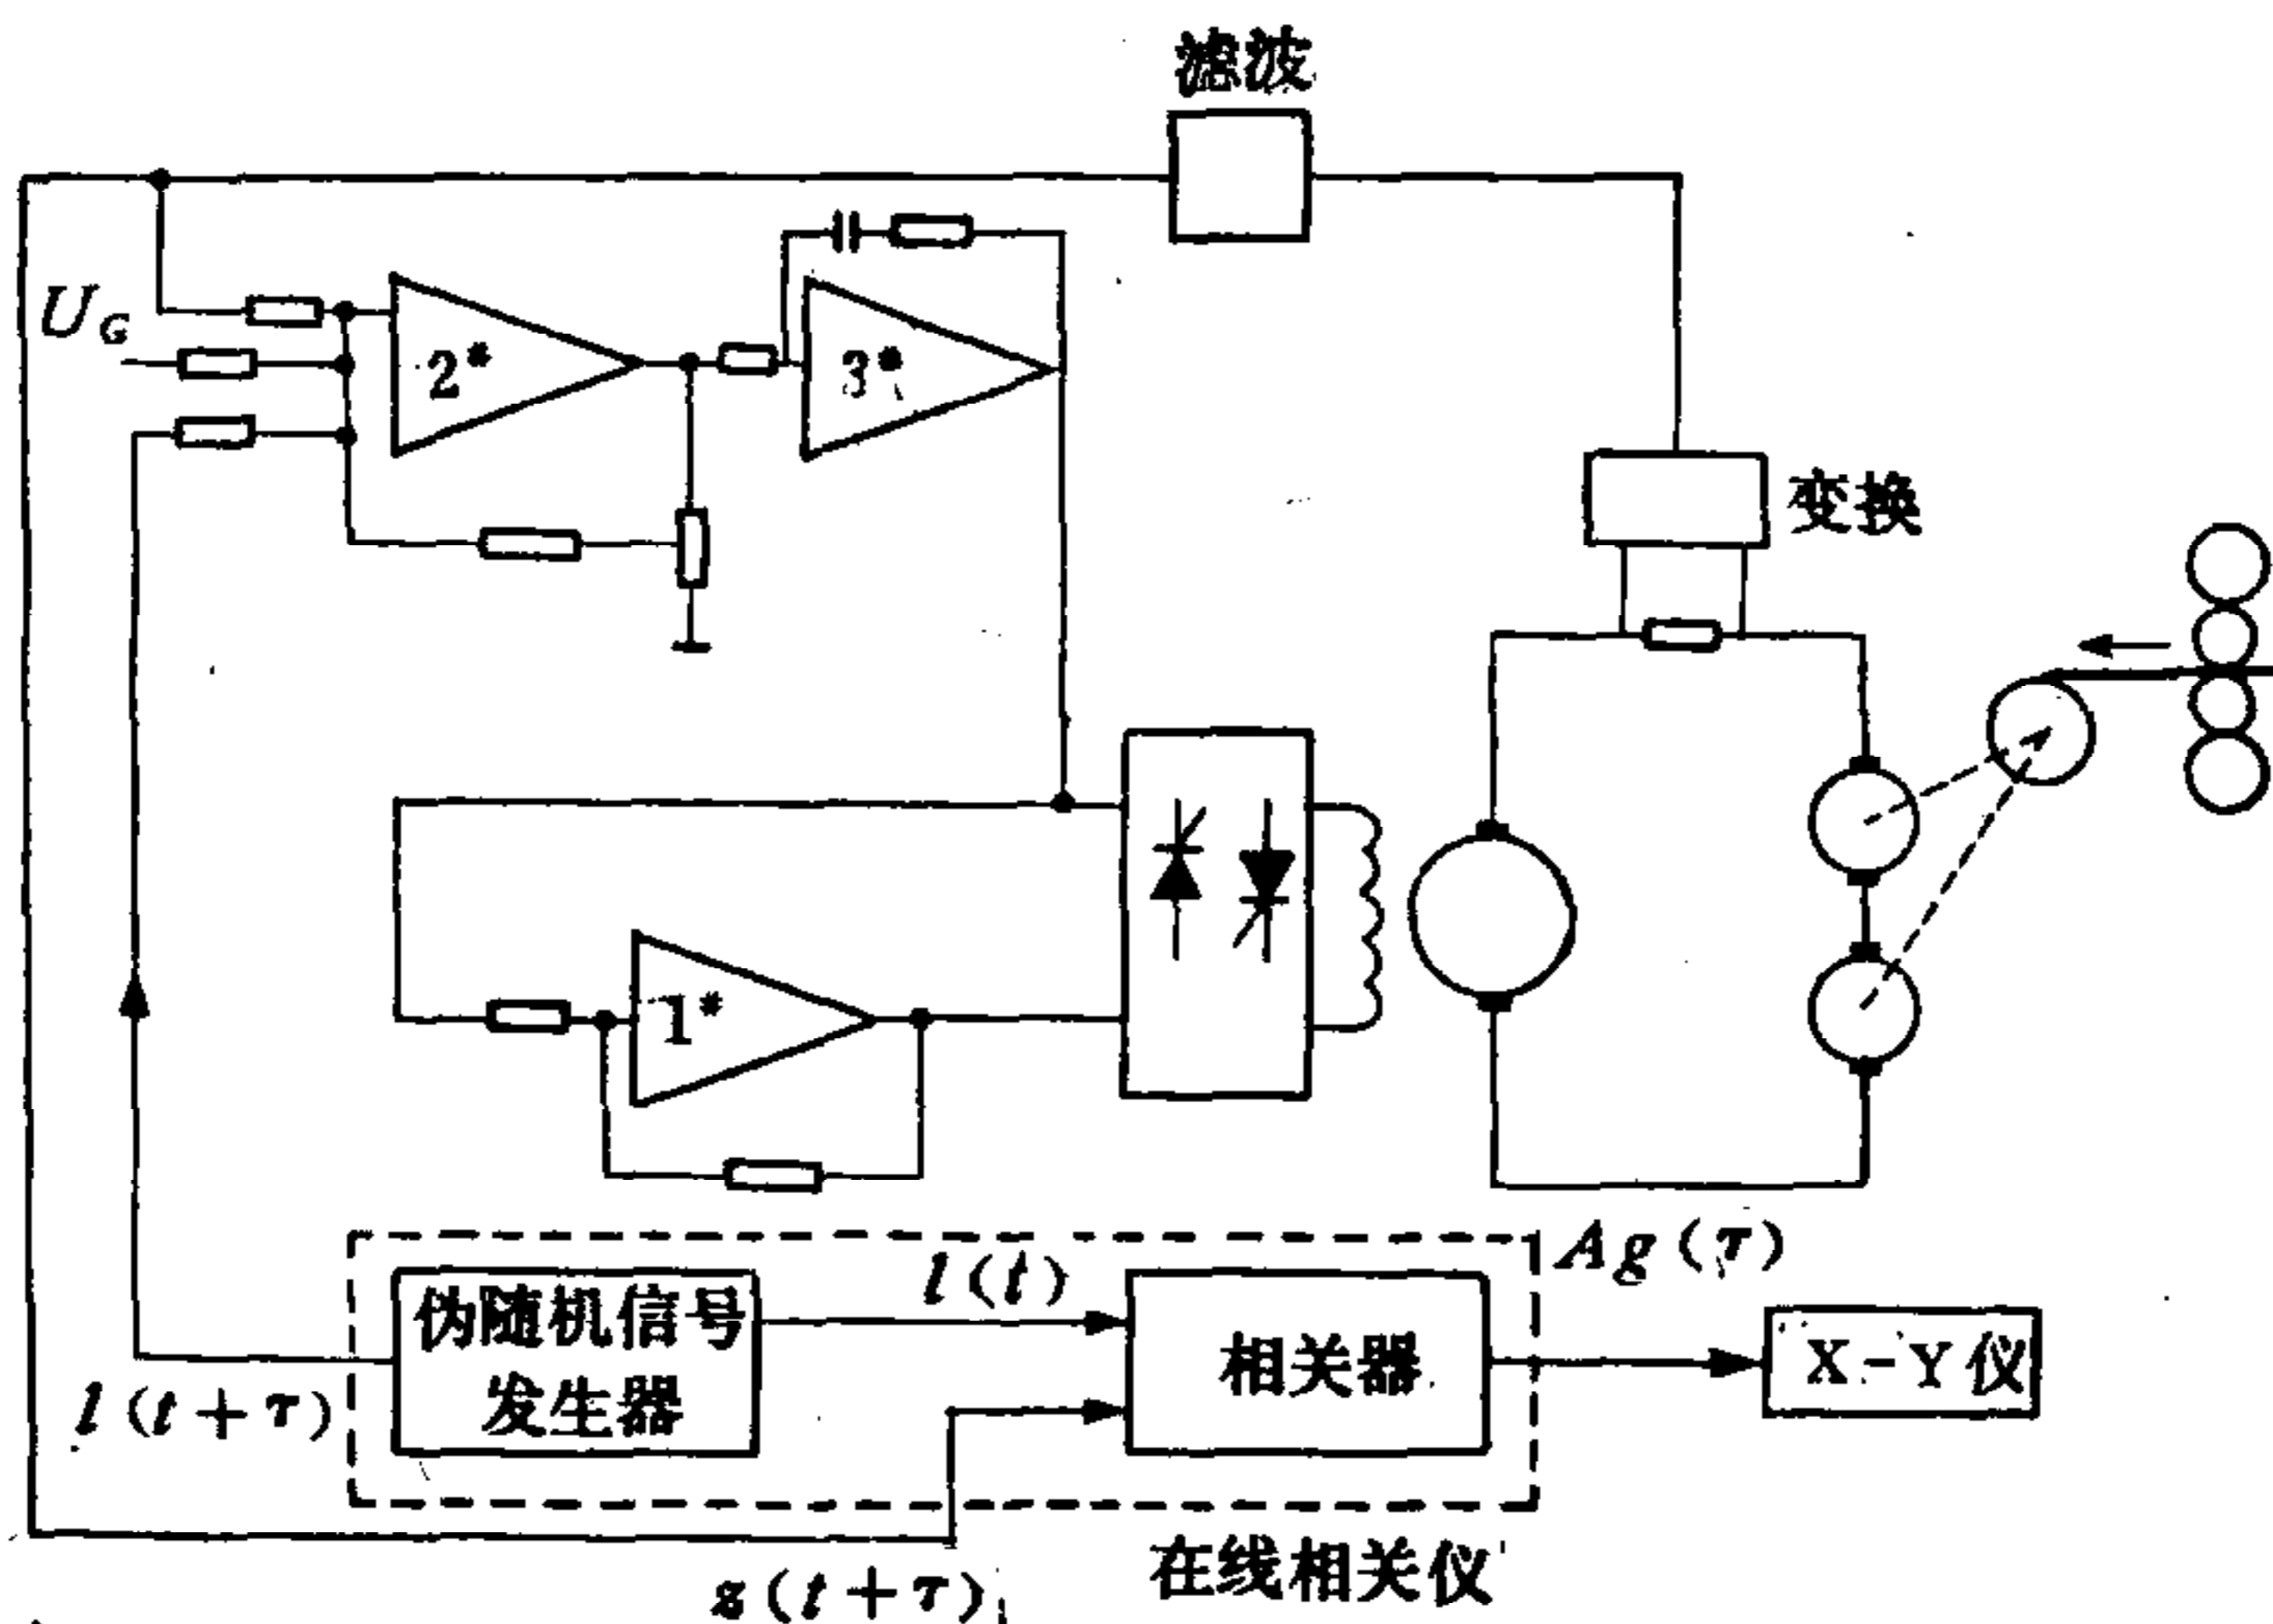 滤波
U_G
2*
3*
变换
1*
Ag(τ)
l(t)
伪随机信号
发生器
相关器
X-Y仪
l(t+τ)
在线相关仪
z(t+τ)